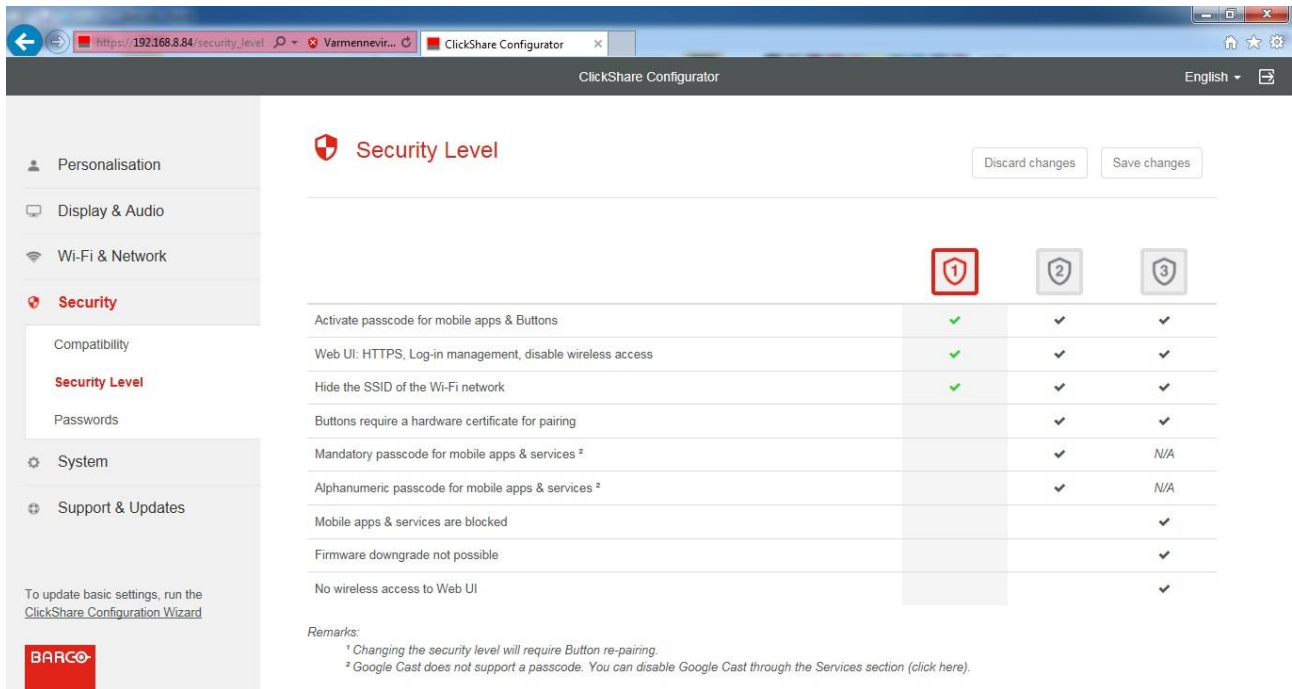 https://192.168.8.84/security_level
Varmennevir...
ClickShare Configurator
ClickShare Configurator
English
Personalisation
Display & Audio
Wi-Fi & Network
Security
Compatibility
Security Level
Passwords
System
Support & Updates
To update basic settings, run the
ClickShare Configuration Wizard
BARCO
Security Level
Discard changes
Save changes
1 2 3
Activate passcode for mobile apps & Buttons
Web UI: HTTPS, Log-in management, disable wireless access
Hide the SSID of the Wi-Fi network
Buttons require a hardware certificate for pairing
Mandatory passcode for mobile apps & services ² N/A
Alphanumeric passcode for mobile apps & services ² N/A
Mobile apps & services are blocked
Firmware downgrade not possible
No wireless access to Web UI
Remarks:
¹ Changing the security level will require Button re-pairing.
² Google Cast does not support a passcode. You can disable Google Cast through the Services section (click here).